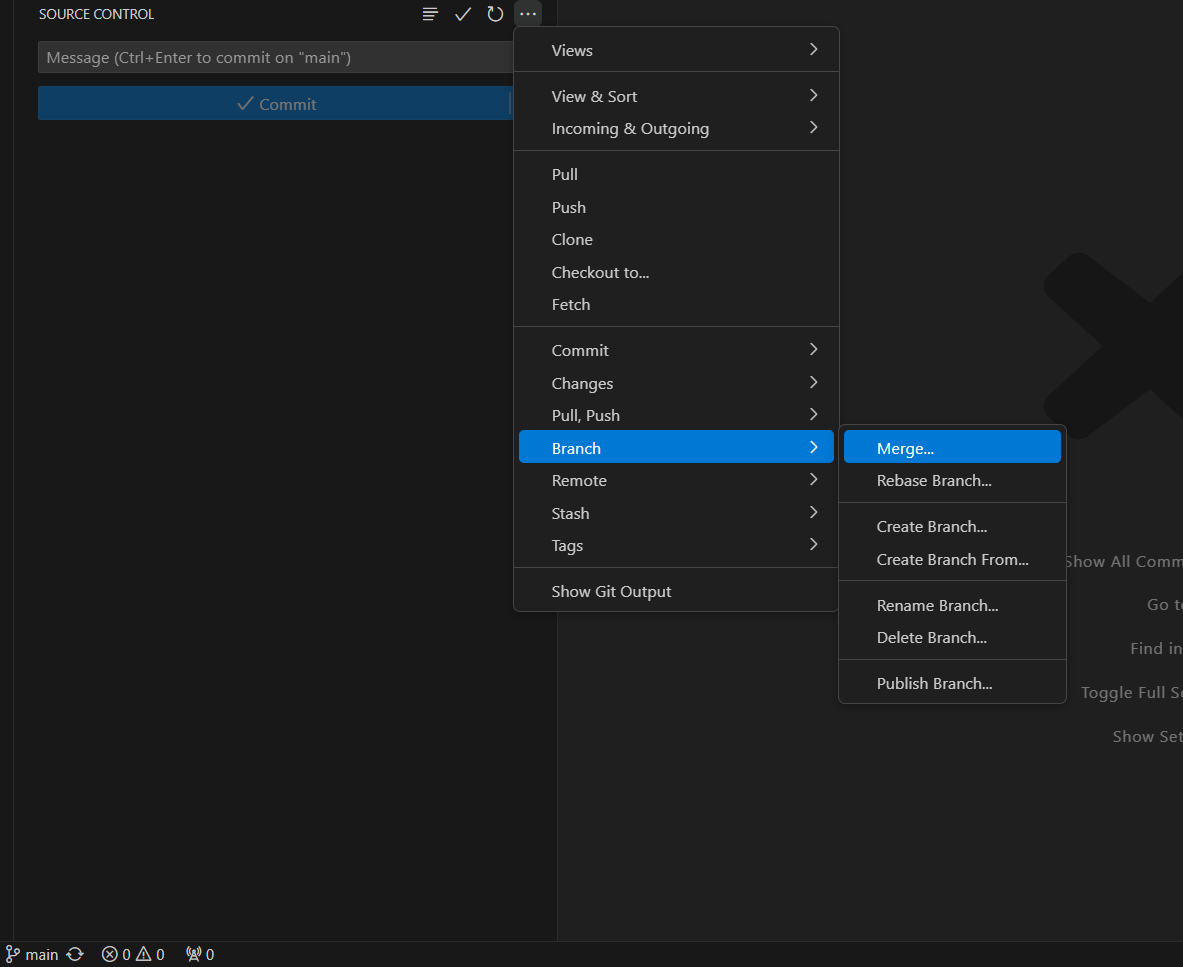 SOURCE CONTROL
Message (Ctrl+Enter to commit on "main")
Commit
Views
View & Sort
Incoming & Outgoing
Pull
Push
Clone
Checkout to...
Fetch
Commit
Changes
Pull, Push
Branch
Remote
Stash
Tags
Show Git Output
Merge...
Rebase Branch...
Create Branch...
Create Branch From...
Rename Branch...
Delete Branch...
Publish Branch...
Show All Comm
Go t
Find in
Toggle Full S
Show Set
main 0 0 0